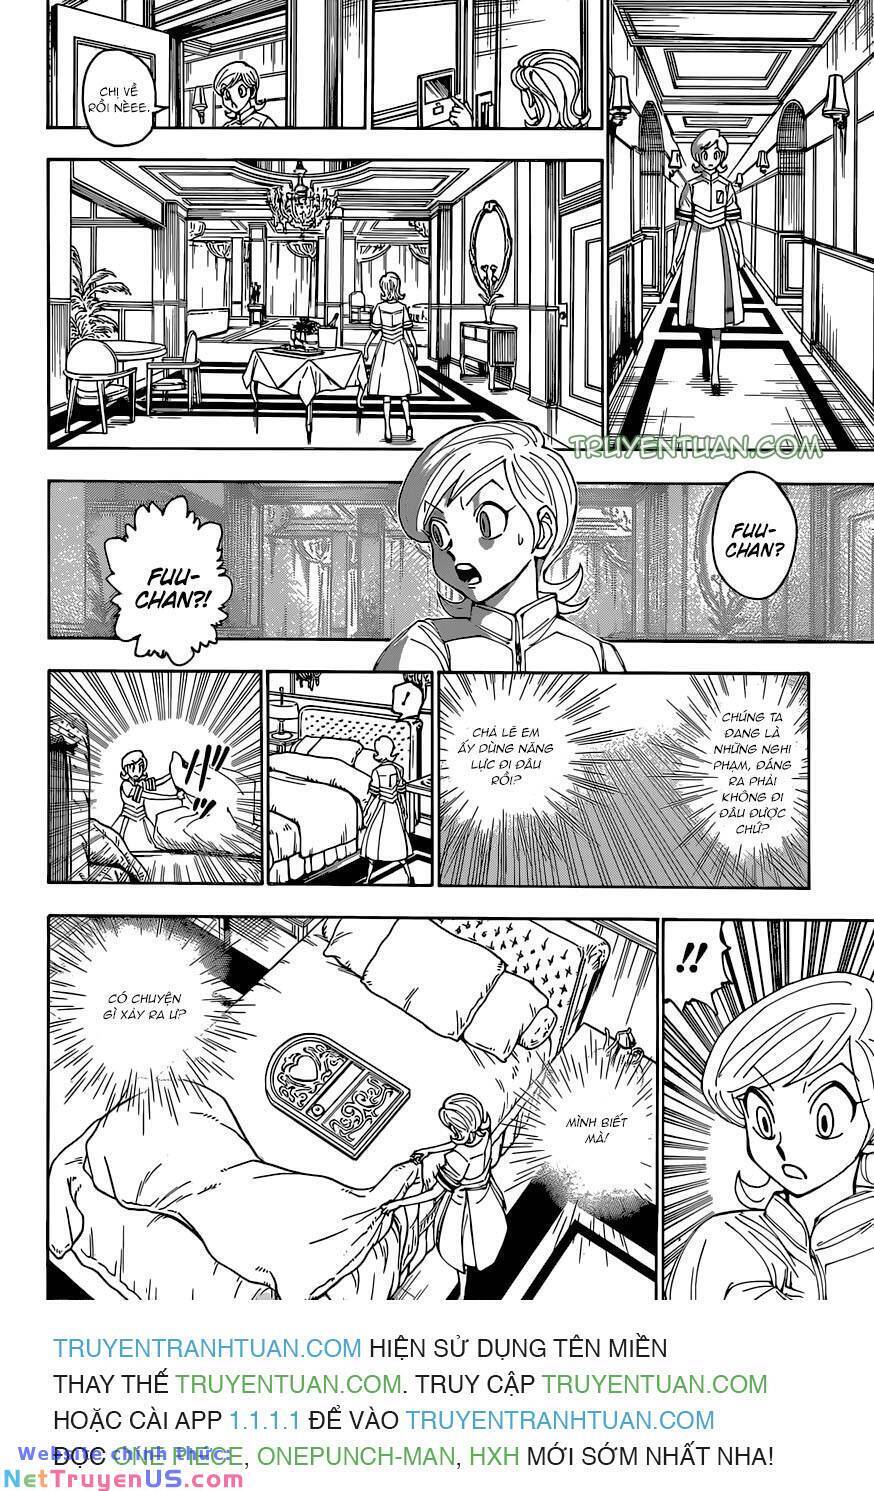 CHỊ VỀ
RỒI NÈEE.
TRUYENTUAN.COM
FUU-
CHAN?!
FUU-
CHAN?
CHẢ LẼ EM
ẤY DÙNG NĂNG
LỰC ĐI ĐÂU
RỒI?
CHÚNG TA
ĐANG LÀ
NHỮNG NGHI
PHẠM, ĐÁNG
RA PHẢI
KHÔNG ĐI
ĐÂU ĐƯỢC
CHỨ?
CÓ CHUYỆN
GÌ XẢY RA Ư?
MÌNH BIẾT
MÀ!
!!
TRUYENTRANHTUAN.COM HIỆN SỬ DỤNG TÊN MIỀN
THAY THẾ TRUYENTUAN.COM. TRUY CẬP TRUYENTUAN.COM
HOẶC CÀI APP 1.1.1.1 ĐỂ VÀO TRUYENTRANHTUAN.COM
ĐỌC ONE PIECE, ONEPUNCH-MAN, HXH MỚI SỚM NHẤT NHA!
Website chính thức:
NetTruyenUS.com